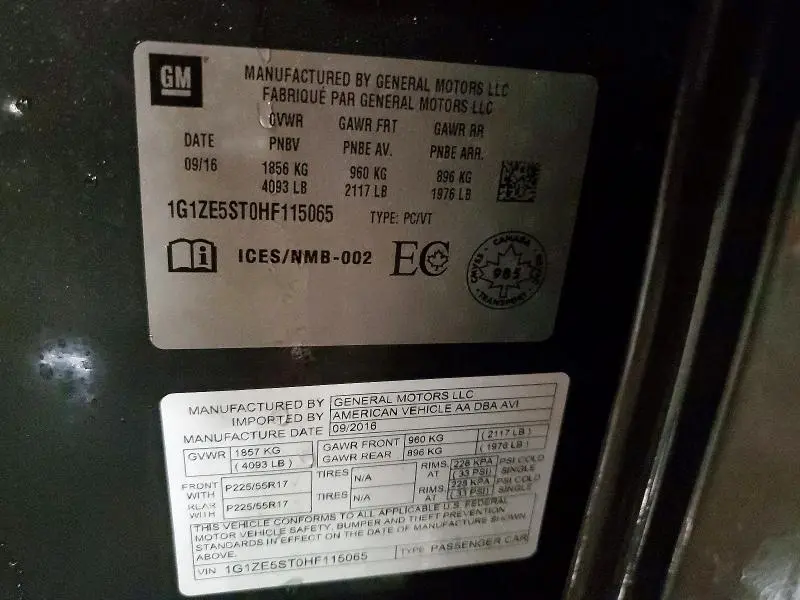 GM
MANUFACTURED BY GENERAL MOTORS LLC
FABRIQUÉ PAR GENERAL MOTORS LLC
GVWR GAWR FRT GAWR RR
DATE PNBV PNBE AV. PNBE ARR.
09/16 1856 KG 960 KG 896 KG
4093 LB 2117 LB 1976 LB
1G1ZE5ST0HF115065 TYPE: PC/VT
i ICES/NMB-002 EC
CANADA
985
TRANSPORT
MANUFACTURED BY GENERAL MOTORS LLC
IMPORTED BY AMERICAN VEHICLE AA DBA AVI
MANUFACTURE DATE 09/2016
GVWR 1857 KG GAWR FRONT 960 KG ( 2117 LB )
( 4093 LB ) GAWR REAR 896 KG ( 1976 LB )
FRONT WITH P225/55R17 TIRES N/A RIMS, AT 228 KPA ( 33 PSI) PSI COLD SINGLE
REAR WITH P225/55R17 TIRES N/A RIMS, AT 228 KPA ( 33 PSI) PSI COLD SINGLE
THIS VEHICLE CONFORMS TO ALL APPLICABLE U.S. FEDERAL
MOTOR VEHICLE SAFETY, BUMPER AND THEFT PREVENTION
STANDARDS IN EFFECT ON THE DATE OF MANUFACTURE SHOWN
ABOVE.
VIN 1G1ZE5ST0HF115065 TYPE PASSENGER CAR